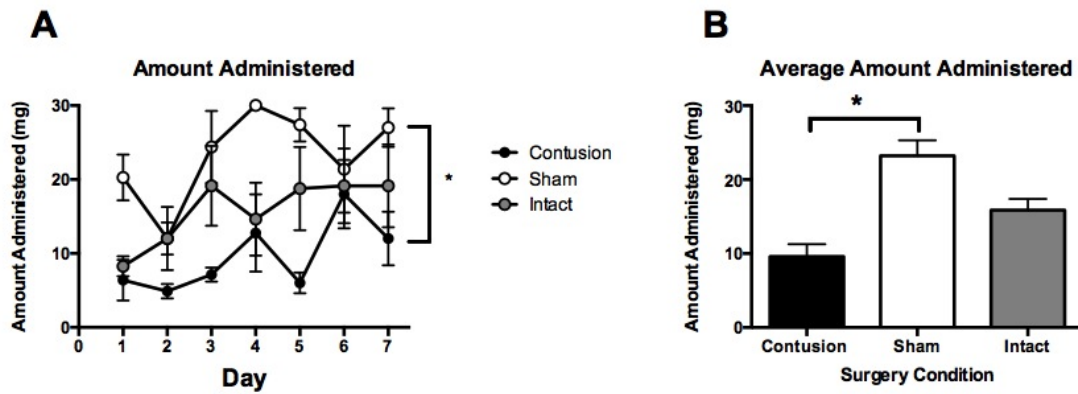 A
Amount Administered
Amount Administered (mg)
30
20
10
0
0 1 2 3 4 5 6 7
Day
*
Contusion
Sham
Intact
B
Average Amount Administered
Amount Administered (mg)
30
20
10
0
*
Contusion Sham Intact
Surgery Condition